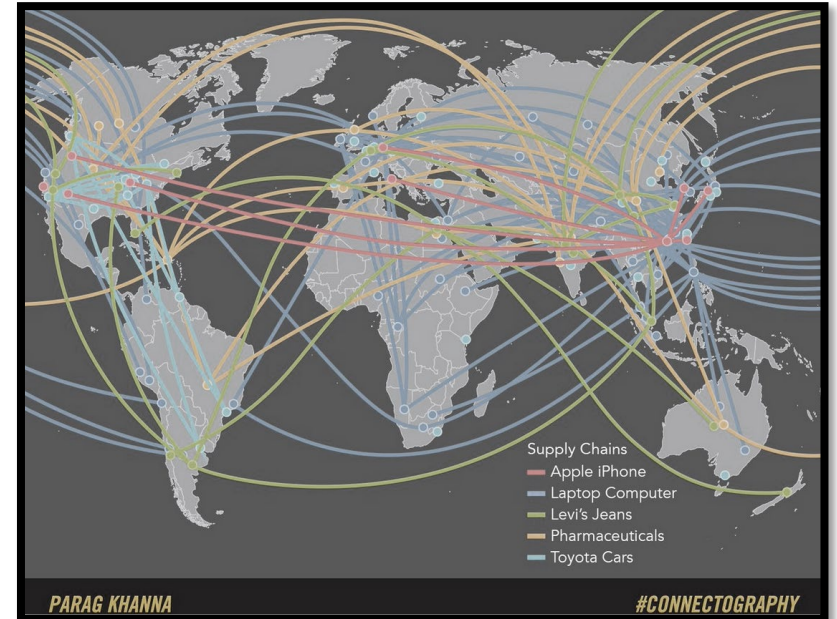 Supply Chains
Apple iPhone
Laptop Computer
Levi's Jeans
Pharmaceuticals
Toyota Cars
PARAG KHANNA
#CONNECTOGRAPHY